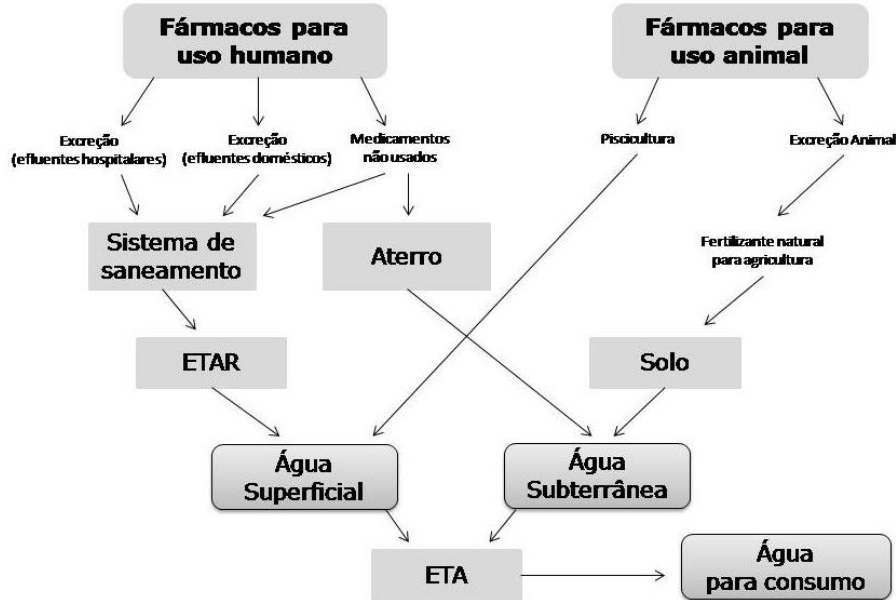 Fármacos para
uso humano
Fármacos para
uso animal
Excreção
(efluentes hospitalares)
Excreção
(efluentes domésticos)
Medicamentos
não usados
Piscicultura
Excreção Animal
Sistema de
saneamento
Aterro
Fertilizante natural
para agricultura
ETAR
Solo
Água
Superficial
Água
Subterrânea
ETA
Água
para consumo